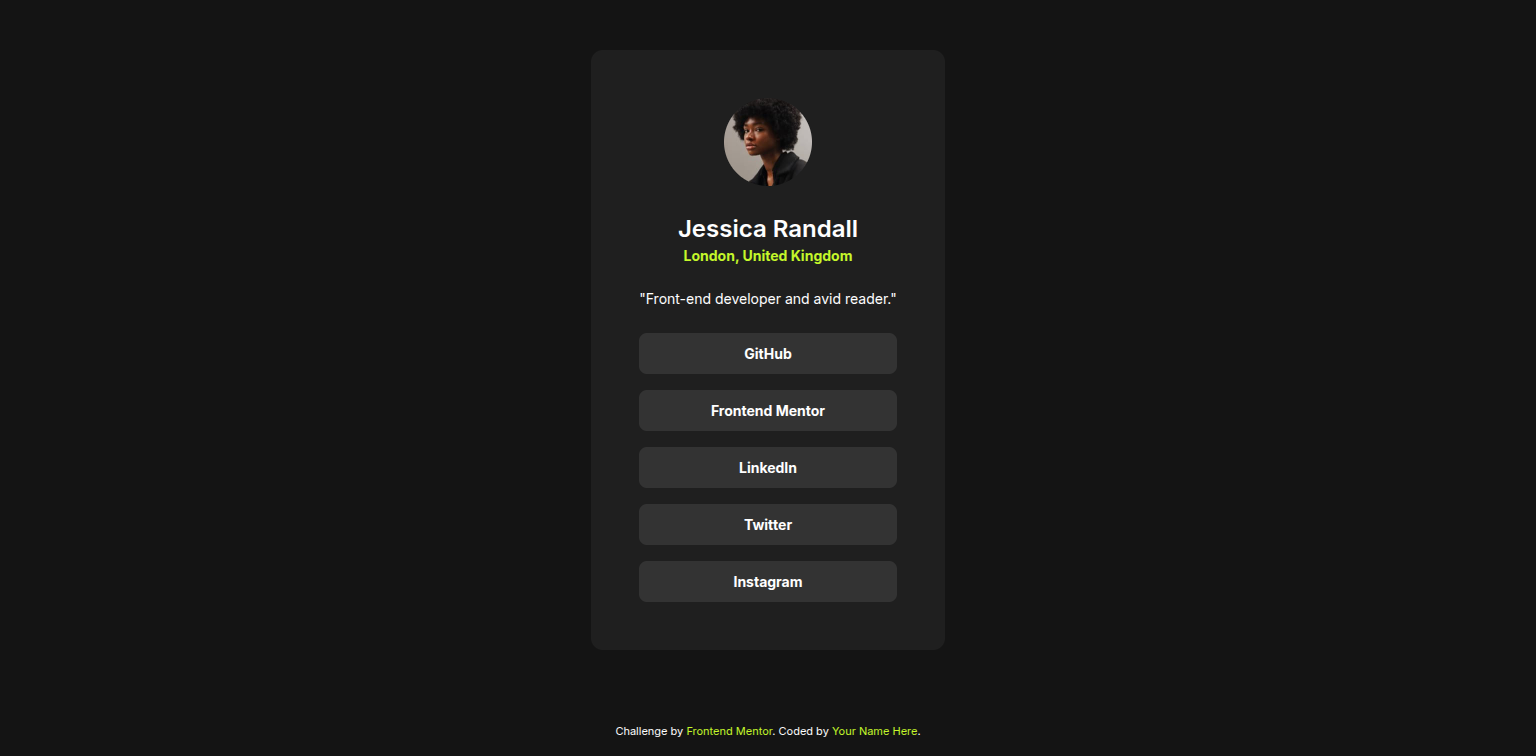 Jessica Randall
London, United Kingdom
"Front-end developer and avid reader."
GitHub
Frontend Mentor
LinkedIn
Twitter
Instagram
Challenge by Frontend Mentor. Coded by Your Name Here.